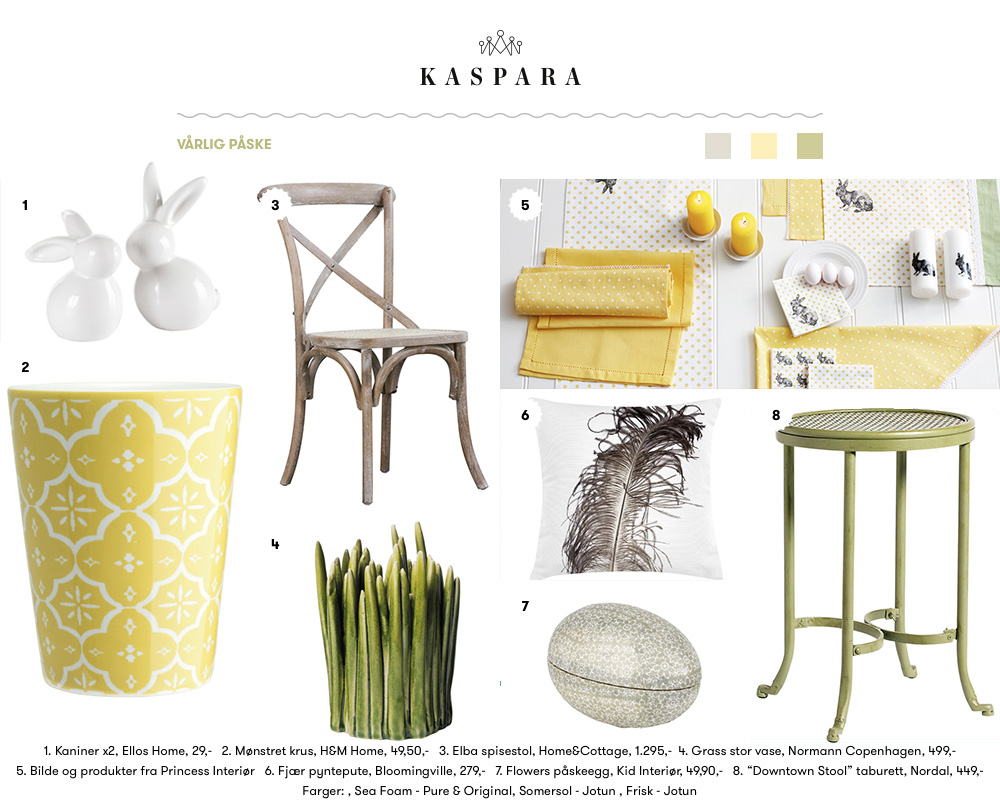 KASPARA
VÅRLIG PÅSKE
1
3
5
2
6
8
4
7
1. Kaniner x2, Ellos Home, 29,- 2. Mønstret krus, H&M Home, 49,50,- 3. Elba spisestol, Home&Cottage, 1.295,- 4. Grass stor vase, Normann Copenhagen, 499,-
5. Bilde og produkter fra Princess Interiør 6. Fjær pyntepute, Bloomingville, 279,- 7. Flowers påskeegg, Kid Interiør, 49,90,- 8. “Downtown Stool” taburett, Nordal, 449,-
Farger: , Sea Foam - Pure & Original, Somersol - Jotun , Frisk - Jotun